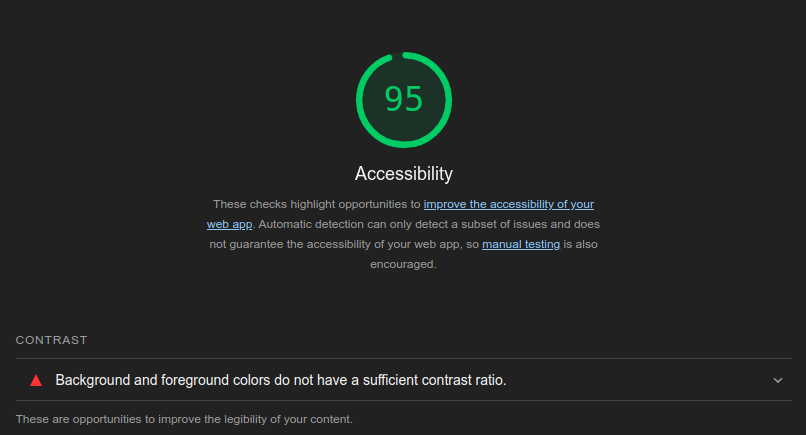 95
Accessibility
These checks highlight opportunities to improve the accessibility of your
web app. Automatic detection can only detect a subset of issues and does
not guarantee the accessibility of your web app, so manual testing is also
encouraged.
CONTRAST
Background and foreground colors do not have a sufficient contrast ratio.
These are opportunities to improve the legibility of your content.